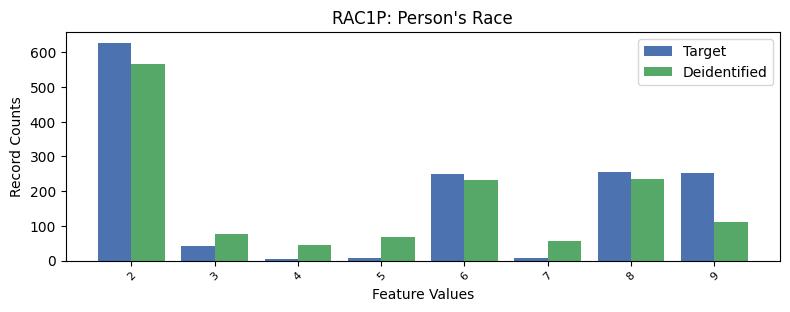 RAC1P: Person's Race
Target
Deidentified
Record Counts
600
500
400
300
200
100
0
2 3 4 5 6 7 8 9
Feature Values